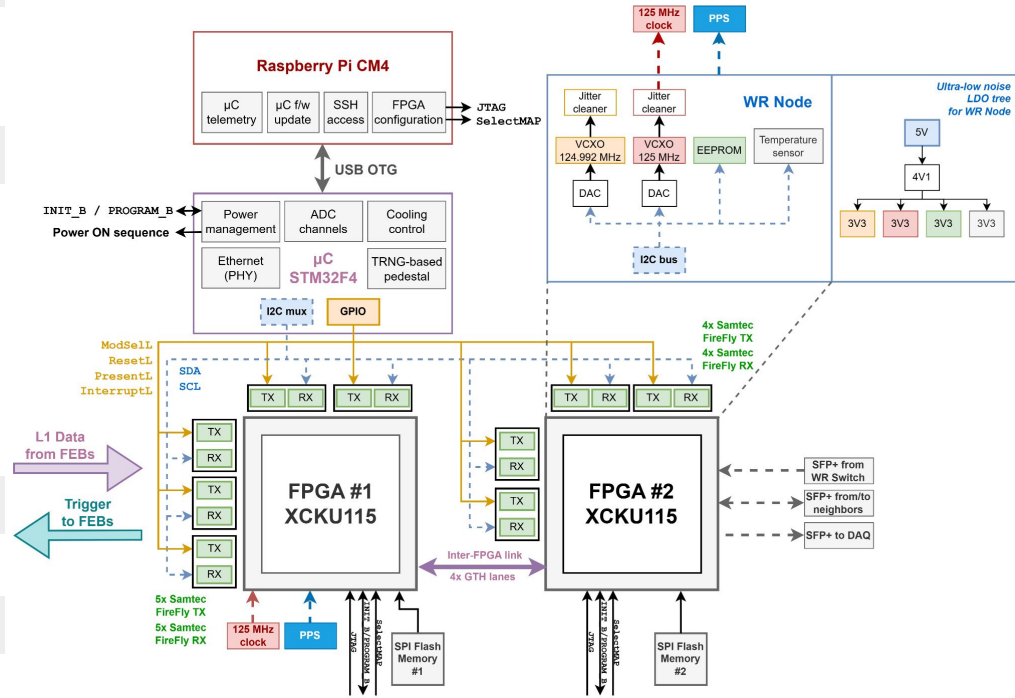 125 MHz
clock
PPS
Raspberry Pi CM4
µC
telemetry
µC f/w
update
SSH
access
FPGA
configuration
JTAG
SelectMAP
USB OTG
INIT_B / PROGRAM_B
Power ON sequence
Power
management
ADC
channels
Cooling
control
Ethernet
(PHY)
µC
STM32F4
TRNG-based
pedestal
I2C mux
GPIO
WR Node
Jitter
cleaner
Jitter
cleaner
VCXO
124.992 MHz
VCXO
125 MHz
EEPROM
Temperature
sensor
DAC
DAC
I2C bus
Ultra-low noise
LDO tree
for WR Node
5V
4V1
3V3
3V3
3V3
3V3
ModSelL
ResetL
PresentL
InterruptL
SDA
SCL
4x Samtec
FireFly TX
4x Samtec
FireFly RX
TX
RX
TX
RX
TX
RX
TX
RX
TX
RX
TX
RX
TX
RX
TX
RX
TX
RX
L1 Data
from FEBs
Trigger
to FEBs
FPGA #1
XCKU115
FPGA #2
XCKU115
Inter-FPGA link
4x GTH lanes
SFP+ from
WR Switch
SFP+ from/to
neighbors
SFP+ to DAQ
5x Samtec
FireFly TX
5x Samtec
FireFly RX
125 MHz
clock
PPS
JTAG
INIT B/PROGRAM B
SelectMAP
SPI Flash
Memory
#1
JTAG
INIT B/PROGRAM B
SelectMAP
SPI Flash
Memory
#2